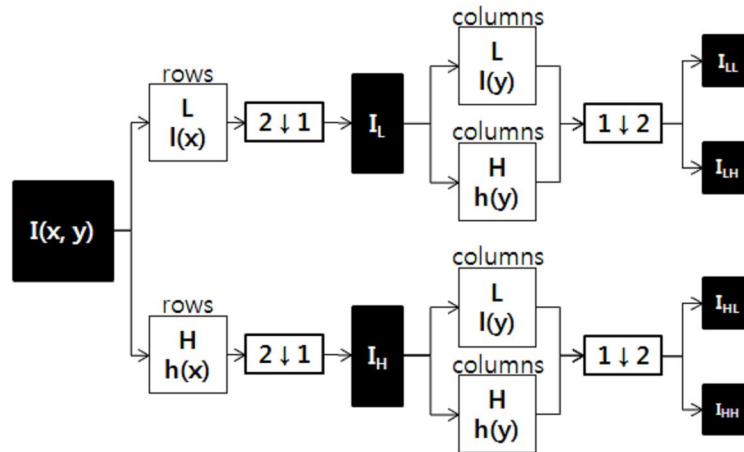 I(x, y)
rows
L
l(x)
2 ↓ 1
I_L
columns
L
l(y)
columns
H
h(y)
1 ↓ 2
I_LL
I_LH
rows
H
h(x)
2 ↓ 1
I_H
columns
L
l(y)
columns
H
h(y)
1 ↓ 2
I_HL
I_HH